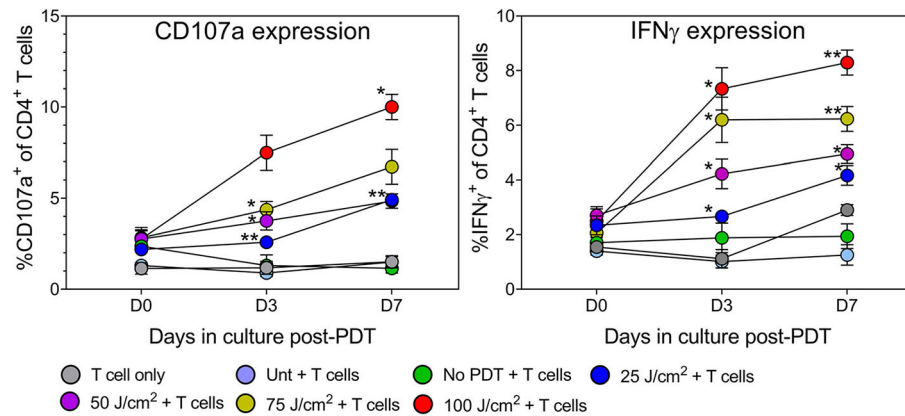 CD107a expression
%CD107a⁺ of CD4⁺ T cells
15
10
5
0
*
*
*
**
**
D0 D3 D7
Days in culture post-PDT
IFNγ expression
%IFNγ⁺ of CD4⁺ T cells
10
8
6
4
2
0
**
*
*
**
*
*
*
*
D0 D3 D7
Days in culture post-PDT
T cell only Unt + T cells No PDT + T cells 25 J/cm² + T cells
50 J/cm² + T cells 75 J/cm² + T cells 100 J/cm² + T cells